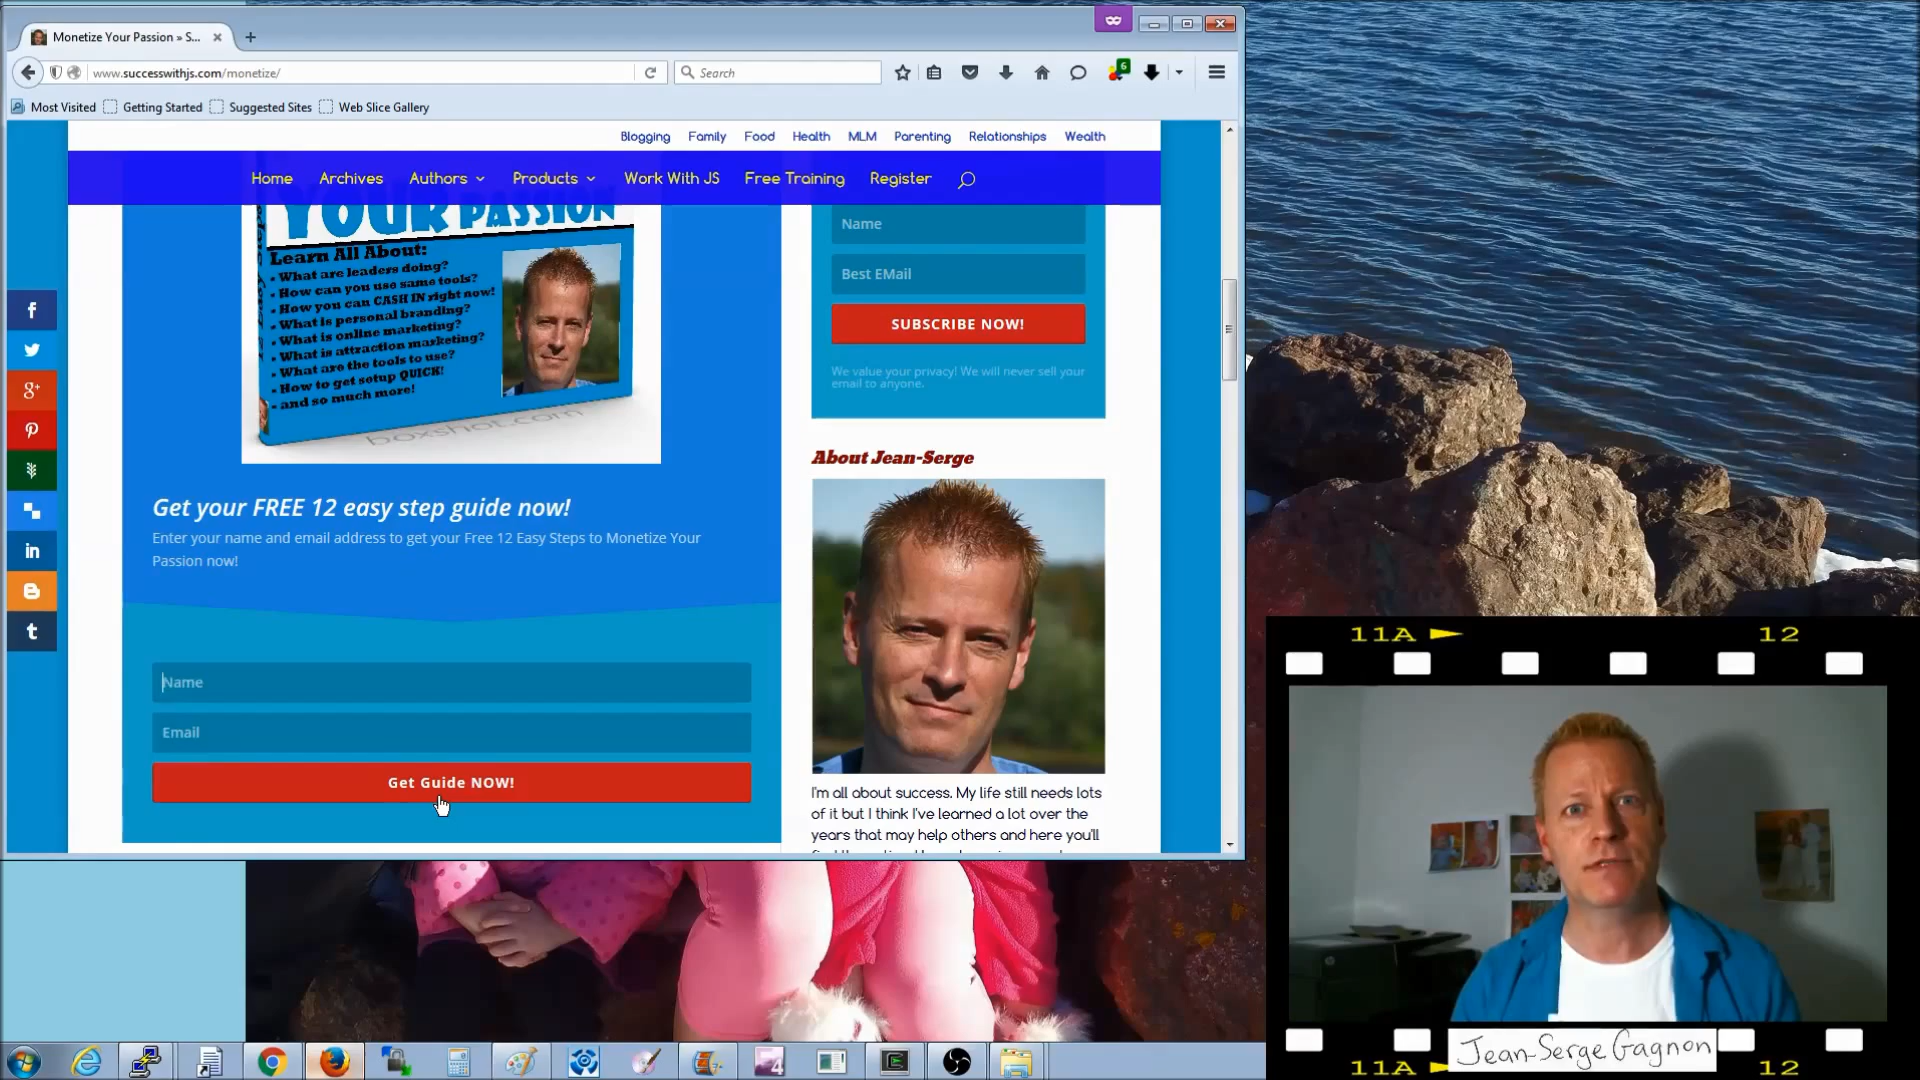 Monetize Your Passion » S...
www.successwithjs.com/monetize/
Search
6
Most Visited Getting Started Suggested Sites Web Slice Gallery
Blogging Family Food Health MLM Parenting Relationships Wealth
Home Archives Authors Products Work With JS Free Training Register
YOUR PASSION
Learn All About:
• What are leaders doing?
• How can you use same tools?
• How you can CASH IN right now!
• What is personal branding?
• What is online marketing?
• What is attraction marketing?
• What are the tools to use?
• How to get setup QUICK!
• and so much more!
boxshot.com
Get your FREE 12 easy step guide now!
Enter your name and email address to get your Free 12 Easy Steps to Monetize Your
Passion now!
Name
Email
Get Guide NOW!
Name
Best EMail
SUBSCRIBE NOW!
We value your privacy! We will never sell your
email to anyone.
About Jean-Serge
I'm all about success. My life still needs lots
of it but I think I've learned a lot over the
years that may help others and here you'll
11A 12
Jean-Serge Gagnon
11A 12